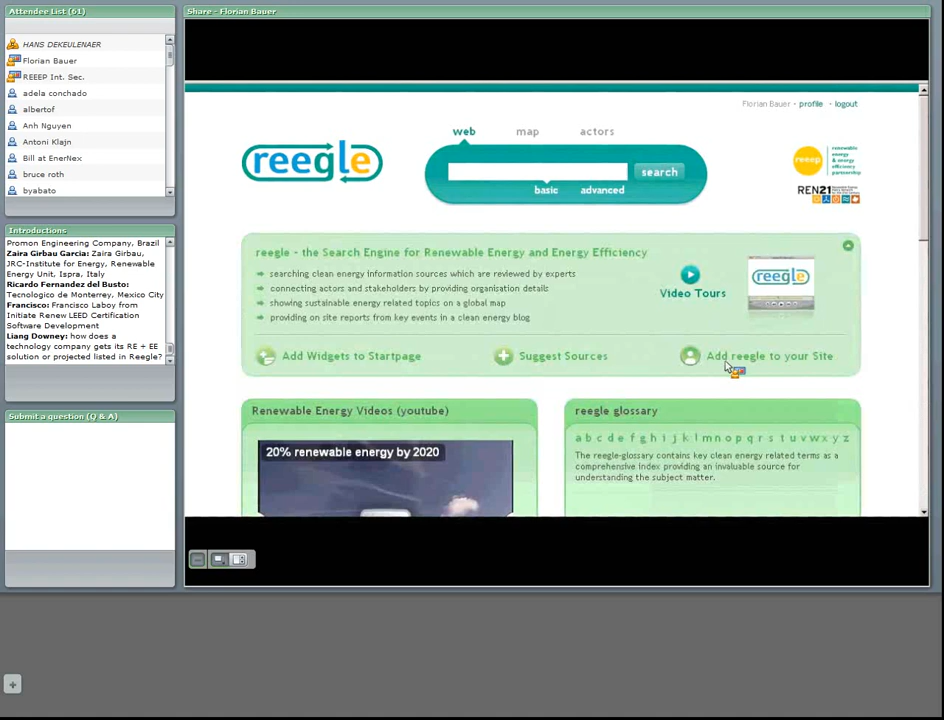 Attendee List (61)
HANS DEKEULENAER
Florian Bauer
REEEP Int. Sec.
adela conchado
albertof
Anh Nguyen
Antoni Klajn
Bill at EnerNex
bruce roth
byabato
Introductions
Promon Engineering Company, Brazil
Zaira Girbau Garcia: Zaira Girbau,
JRC-Institute for Energy, Renewable
Energy Unit, Ispra, Italy
Ricardo Fernandez del Busto:
Tecnologico de Monterrey, Mexico City
Francisco: Francisco Laboy from
Initiate Renew LEED Certification
Software Development
Liang Downey: how does a
technology company gets its RE + EE
solution or projected listed in Reegle?
Submit a question (Q & A)
Share - Florian Bauer
Florian Bauer - profile - logout
web map actors
reegle
search
basic advanced
reeep
renewable
energy
& energy
efficiency
partnership
REN21
reegle - the Search Engine for Renewable Energy and Energy Efficiency
searching clean energy information sources which are reviewed by experts
connecting actors and stakeholders by providing organisation details
showing sustainable energy related topics on a global map
providing on site reports from key events in a clean energy blog
Video Tours
reegle
Add Widgets to Startpage
Suggest Sources
Add reegle to your Site
Renewable Energy Videos (youtube)
20% renewable energy by 2020
reegle glossary
a b c d e f g h i j k l m n o p q r s t u v w x y z
The reegle-glossary contains key clean energy related terms as a
comprehensive index providing an invaluable source for
understanding the subject matter.